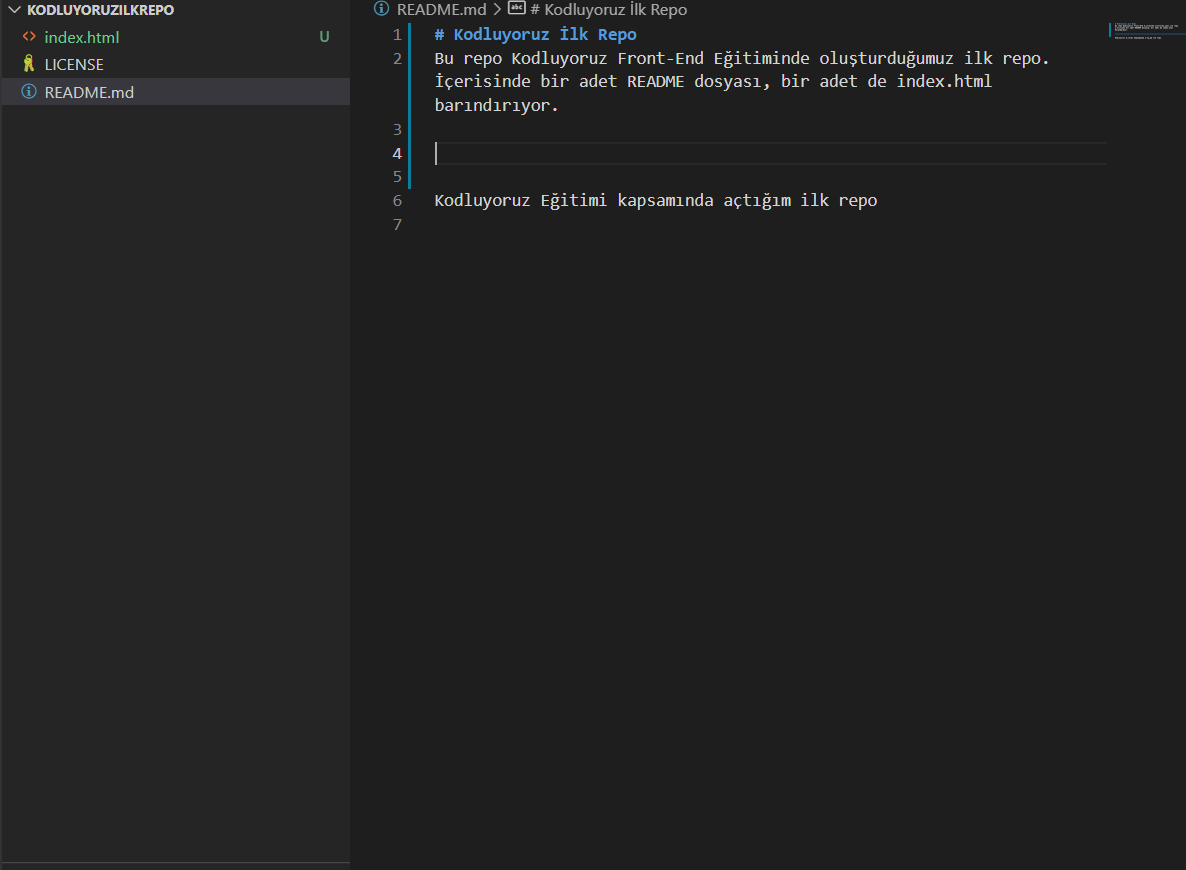 KODLUYORUZILKREPO
index.html U
LICENSE
README.md
README.md > # Kodluyoruz İlk Repo
1 # Kodluyoruz İlk Repo
2 Bu repo Kodluyoruz Front-End Eğitiminde oluşturduğumuz ilk repo.
İçerisinde bir adet README dosyası, bir adet de index.html
barındırıyor.
3
4
5
6 Kodluyoruz Eğitimi kapsamında açtığım ilk repo
7